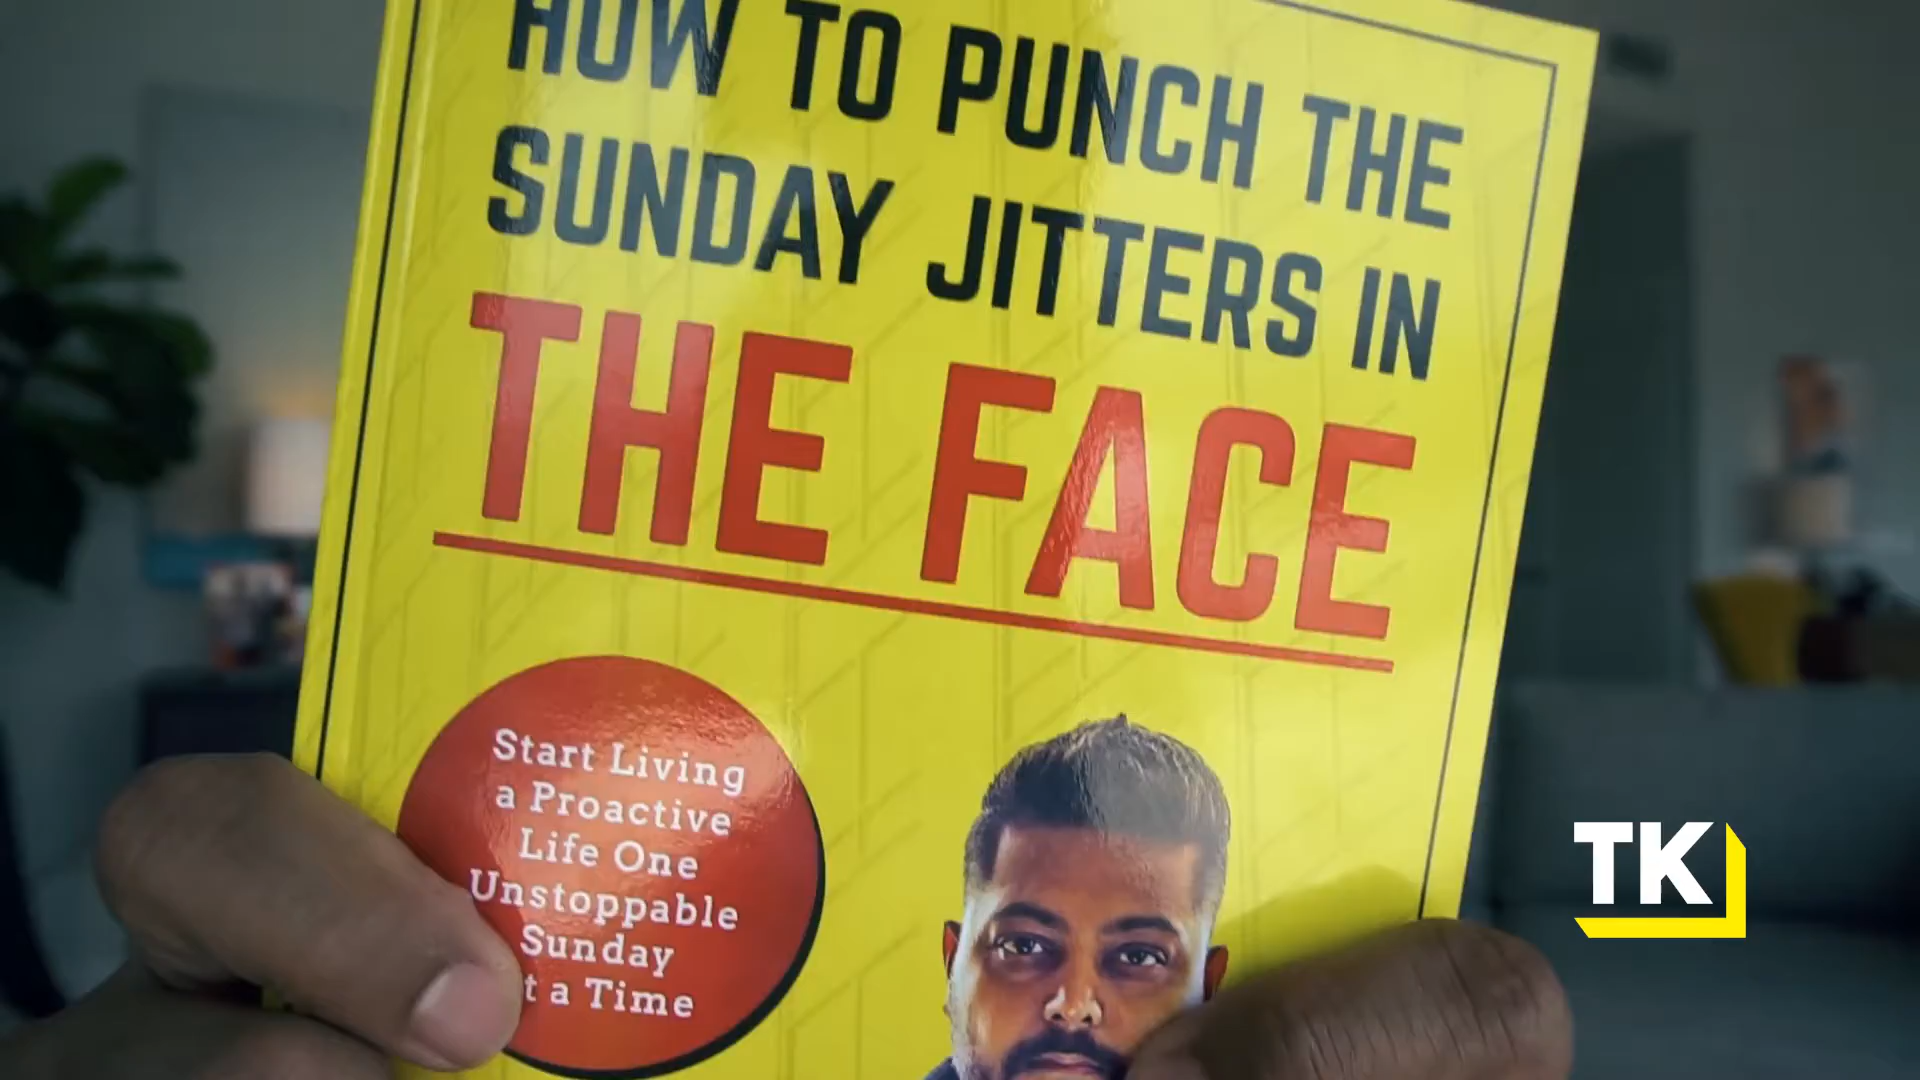 HOW TO PUNCH THE
SUNDAY JITTERS IN
THE FACE
Start Living
a Proactive
Life One
Unstoppable
Sunday
t a Time
TK